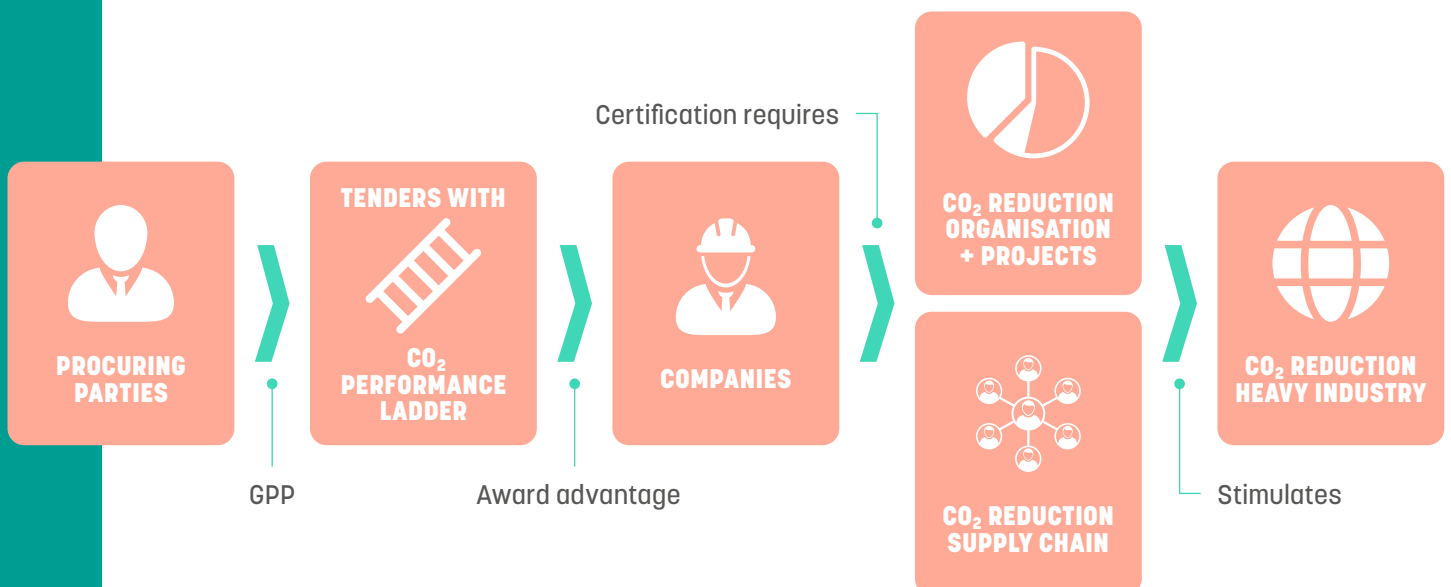 PROCURING
PARTIES
GPP
TENDERS WITH
CO₂
PERFORMANCE
LADDER
Award advantage
COMPANIES
Certification requires
CO₂ REDUCTION
ORGANISATION
+ PROJECTS
CO₂ REDUCTION
SUPPLY CHAIN
Stimulates
CO₂ REDUCTION
HEAVY INDUSTRY